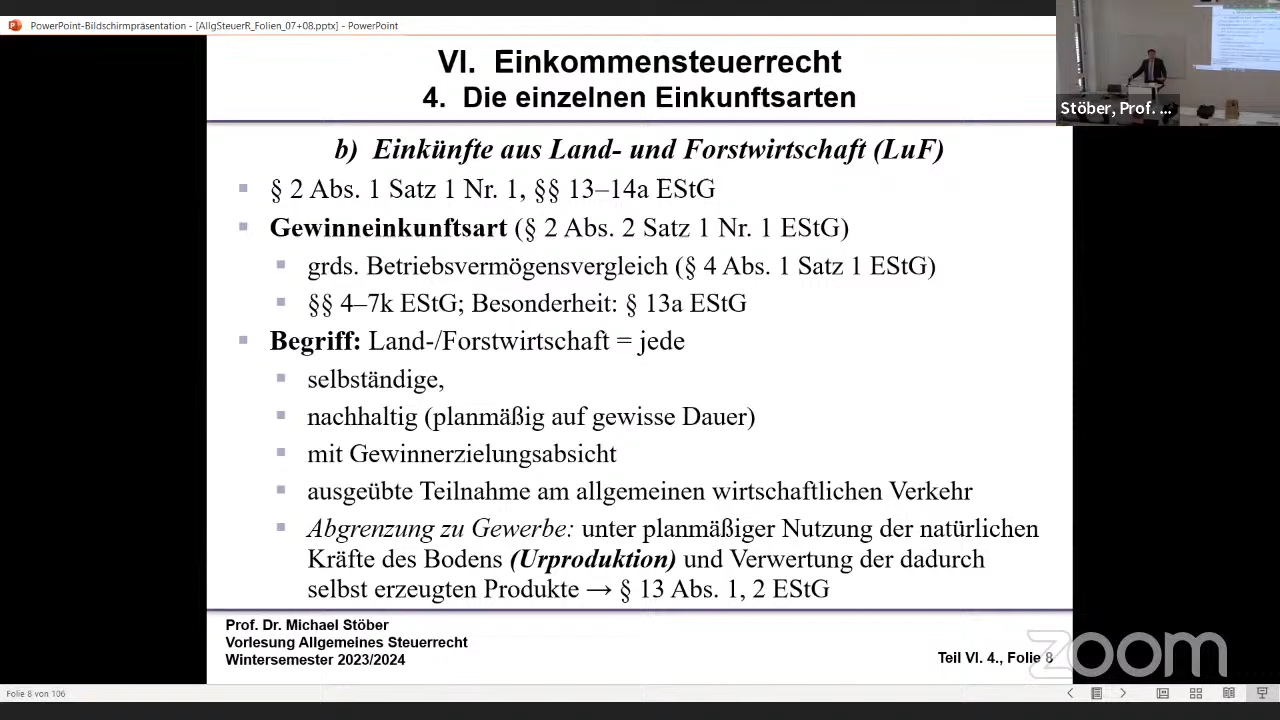 PowerPoint-Bildschirmpräsentation - [AllgSteuerR_Folien_07+08.pptx] - PowerPoint
Stöber, Prof. ...
VI. Einkommensteuerrecht
4. Die einzelnen Einkunftsarten
b) Einkünfte aus Land- und Forstwirtschaft (LuF)
§ 2 Abs. 1 Satz 1 Nr. 1, §§ 13–14a EStG
Gewinneinkunftsart (§ 2 Abs. 2 Satz 1 Nr. 1 EStG)
grds. Betriebsvermögensvergleich (§ 4 Abs. 1 Satz 1 EStG)
§§ 4–7k EStG; Besonderheit: § 13a EStG
Begriff: Land-/Forstwirtschaft = jede
selbständige,
nachhaltig (planmäßig auf gewisse Dauer)
mit Gewinnerzielungsabsicht
ausgeübte Teilnahme am allgemeinen wirtschaftlichen Verkehr
Abgrenzung zu Gewerbe: unter planmäßiger Nutzung der natürlichen
Kräfte des Bodens (Urproduktion) und Verwertung der dadurch
selbst erzeugten Produkte → § 13 Abs. 1, 2 EStG
Prof. Dr. Michael Stöber
Vorlesung Allgemeines Steuerrecht
Wintersemester 2023/2024
Teil VI. 4., Folie 8
zoom
Folie 8 von 106